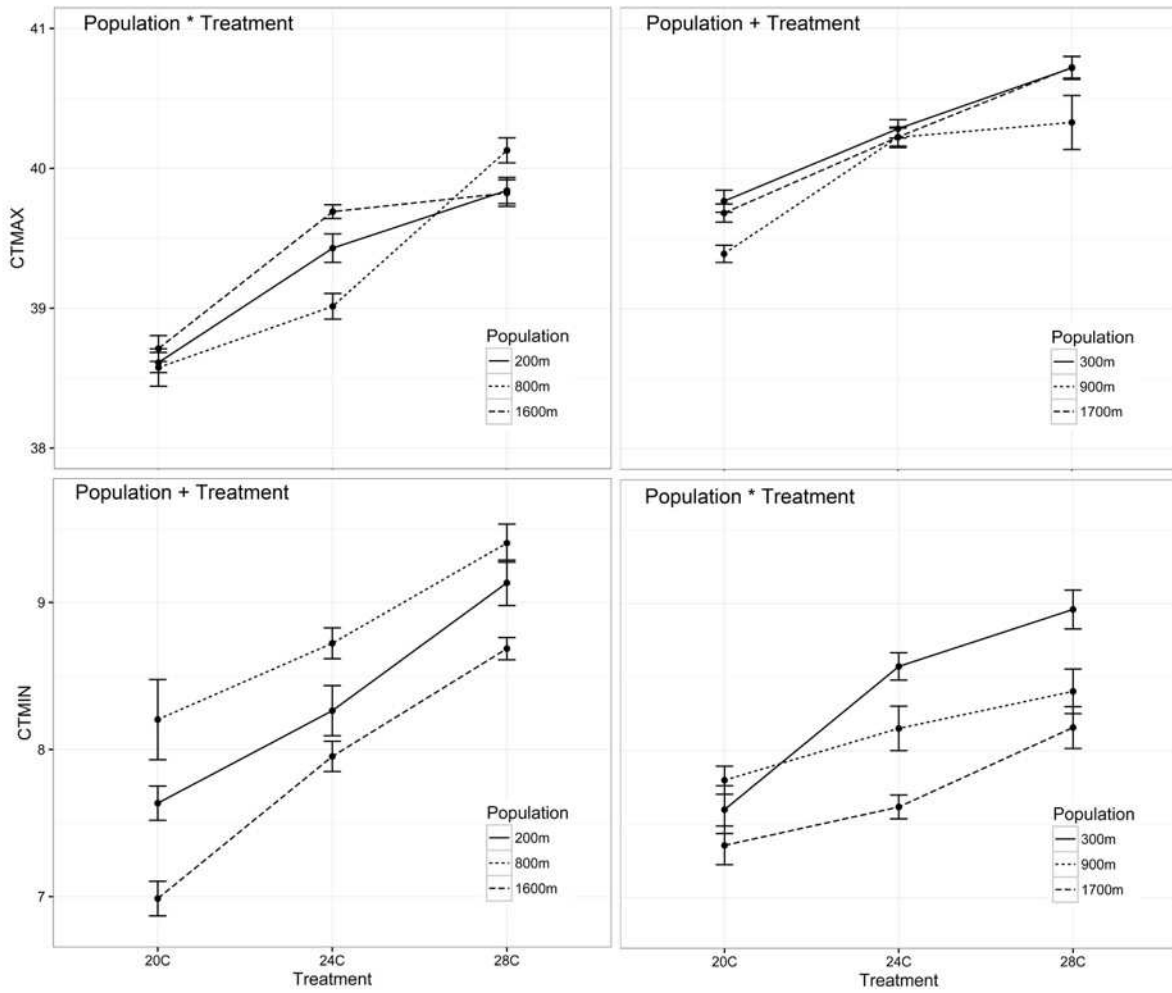 Population * Treatment
41
40
39
38
CTMAX
Population
200m
800m
1600m
Population + Treatment
Population
300m
900m
1700m
Population + Treatment
9
8
7
CTMIN
Population
200m
800m
1600m
20C
24C
28C
Treatment
Population * Treatment
Population
300m
900m
1700m
20C
24C
28C
Treatment